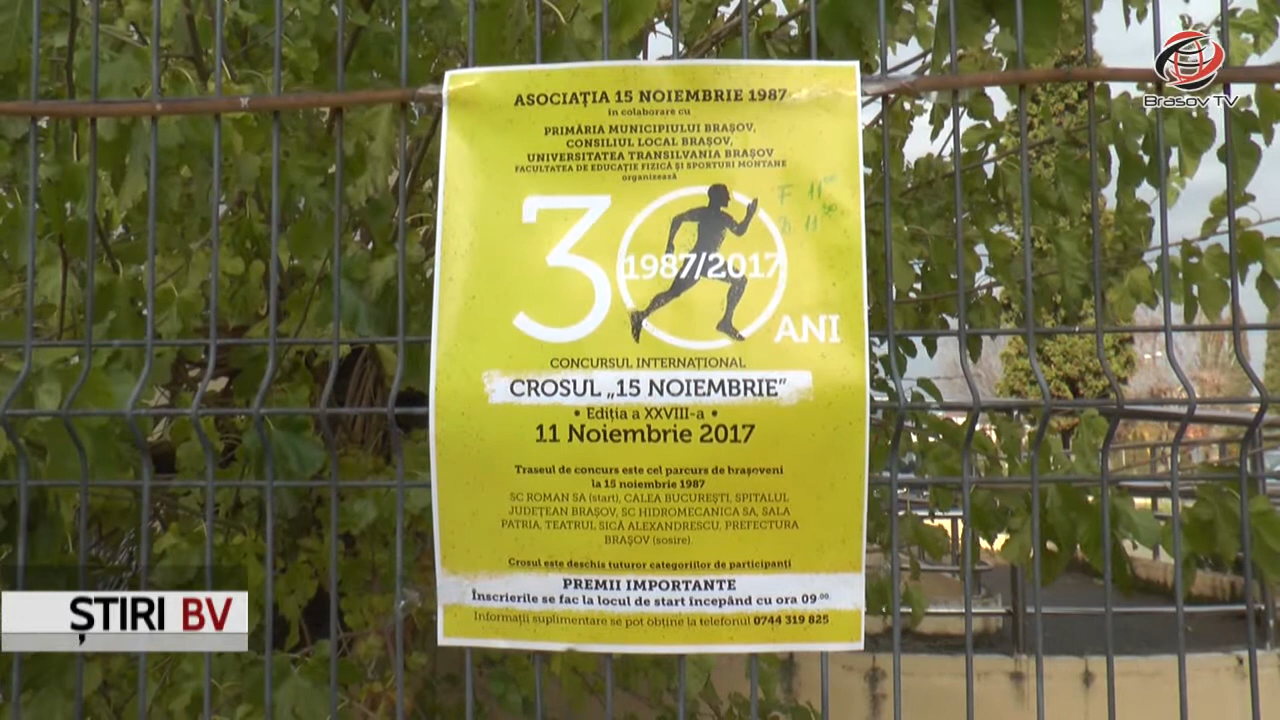 Brasov TV
ASOCIAȚIA 15 NOIEMBRIE 1987
în colaborare cu
PRIMĂRIA MUNICIPIULUI BRAȘOV,
CONSILIUL LOCAL BRAȘOV,
UNIVERSITATEA TRANSILVANIA BRAȘOV
FACULTATEA DE EDUCAȚIE FIZICĂ ȘI SPORTURI MONTANE
organizează
30
1987/2017
ANI
CONCURSUL INTERNAȚIONAL
CROSUL „15 NOIEMBRIE”
• Ediția a XXVIII-a •
11 Noiembrie 2017
Traseul de concurs este cel parcurs de brașoveni
la 15 noiembrie 1987
SC ROMAN SA (start), CALEA BUCUREȘTI, SPITALUL
JUDEȚEAN BRAȘOV, SC HIDROMECANICA SA, SALA
PATRIA, TEATRUL SICĂ ALEXANDRESCU, PREFECTURA
BRAȘOV (sosire).
Crosul este deschis tuturor categoriilor de participanți
PREMII IMPORTANTE
Înscrierile se fac la locul de start începând cu ora 09.00.
Informații suplimentare se pot obține la telefonul 0744 319 825
ȘTIRI BV